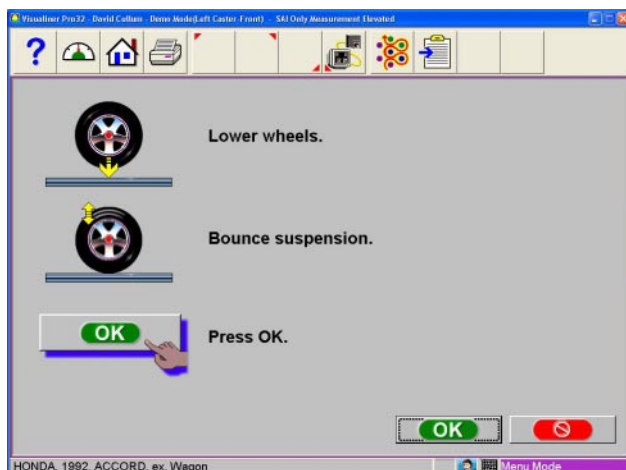 Visualiner Pro32 - David Cullum - Demo Mode(Left Caster-Front) - SAI Only Measurement Elevated
?
Lower wheels.
Bounce suspension.
OK
Press OK.
OK
HONDA, 1992, ACCORD, ex, Wagon
Menu Mode